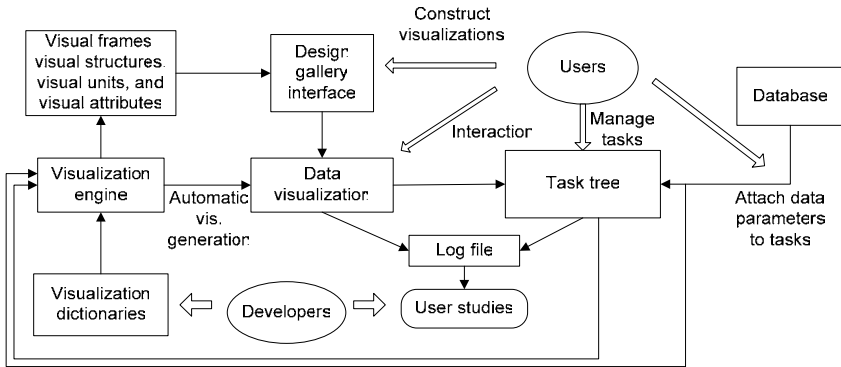 Visual frames
visual structures,
visual units, and
visual attributes
Design
gallery
interface
Construct
visualizations
Users
Database
Interaction
Manage
tasks
Visualization
engine
Automatic
vis.
generation
Data
visualization
Task tree
Attach data
parameters
to tasks
Log file
Visualization
dictionaries
Developers
User studies